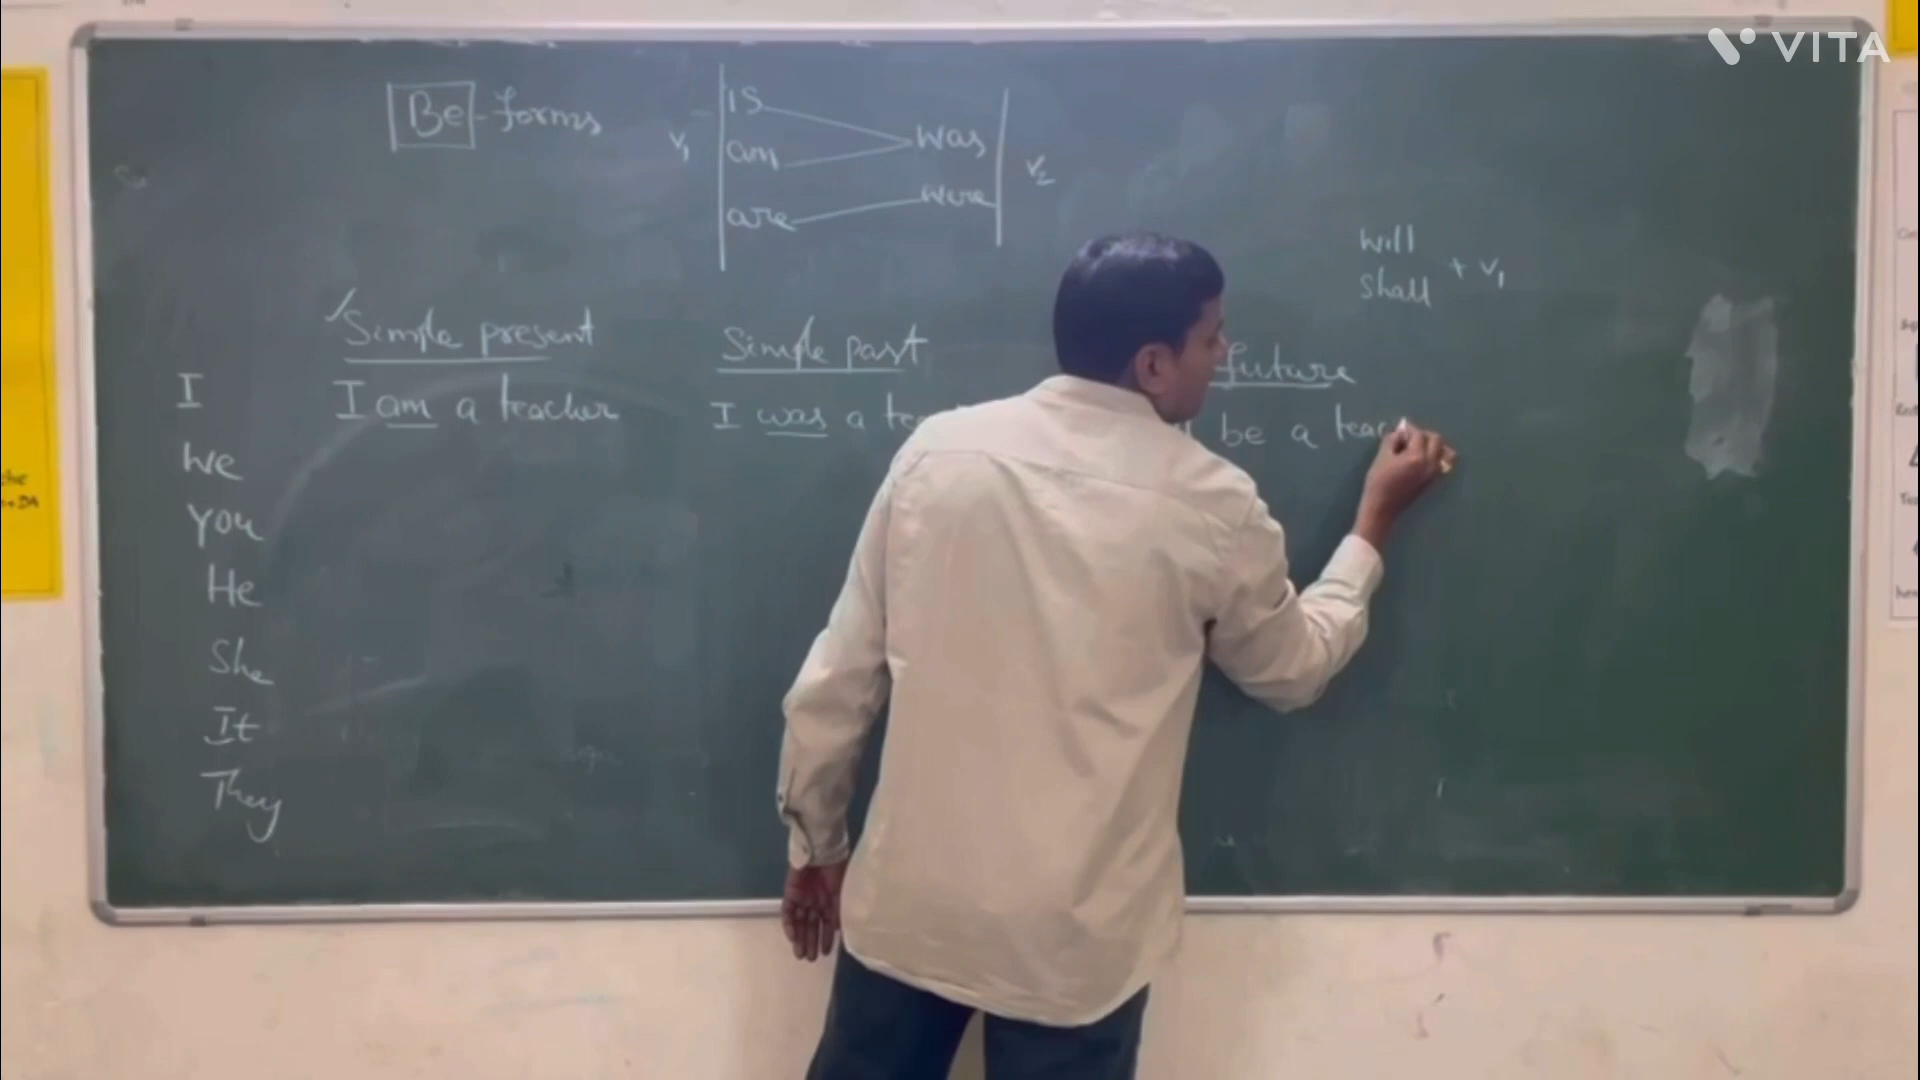 VITA
Be - forms
V1
is
am
are
was
were
V2
will
shall
+ V1
Simple present
Simple past
future
I
I am a teacher
I was a
be a teac
We
You
He
She
It
They